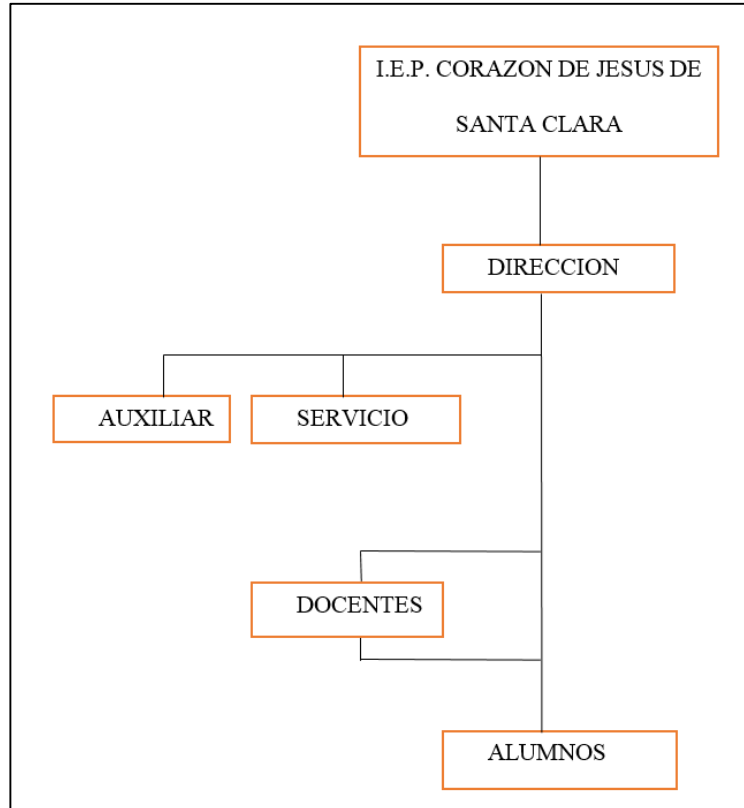 I.E.P. CORAZON DE JESUS DE
SANTA CLARA
DIRECCION
AUXILIAR
SERVICIO
DOCENTES
ALUMNOS